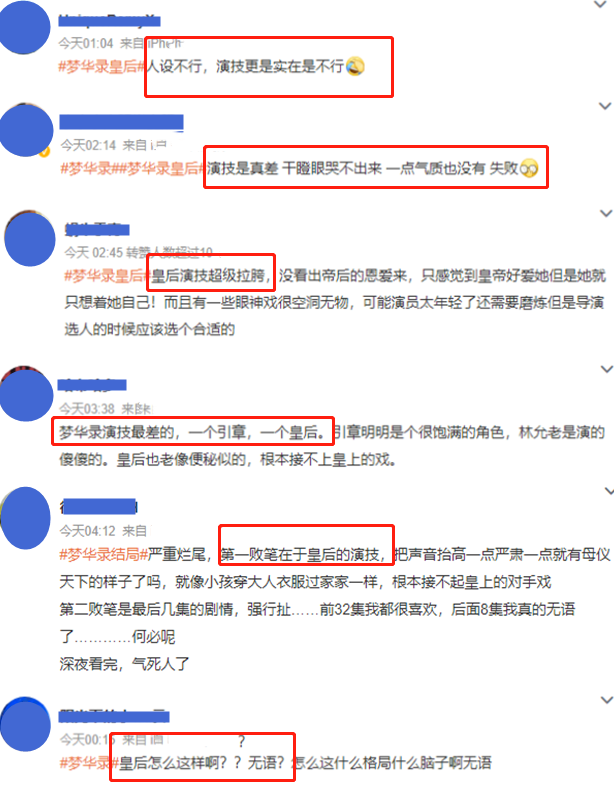 今天01:04 来自iPh
#梦华录皇后#人设不行，演技更是实在是不行
今天02:14 来自
#梦华录##梦华录皇后#演技是真差 干瞪眼哭不出来 一点气质也没有 失败
今天 02:45 转赞人数超过10
#梦华录皇后#皇后演技超级拉胯，没看出帝后的恩爱来，只感觉到皇帝好爱她但是她就
只想着她自己！而且有一些眼神戏很空洞无物，可能演员太年轻了还需要磨炼但是导演
选人的时候应该选个合适的
今天03:38 来自
梦华录演技最差的，一个引章，一个皇后。引章明明是个很饱满的角色，林允老是演的
傻傻的。皇后也老像便秘似的，根本接不上皇上的戏。
今天04:12 来自
#梦华录结局#严重烂尾，第一败笔在于皇后的演技，把声音抬高一点严肃一点就有母仪
天下的样子了吗，就像小孩穿大人衣服过家家一样，根本接不起皇上的对手戏
第二败笔是最后几集的剧情，强行扯……前32集我都很喜欢，后面8集我真的无语
了…………何必呢
深夜看完，气死人了
今天00:15 来自
?
#梦华录#皇后怎么这样啊？？无语？怎么这什么格局什么脑子啊无语